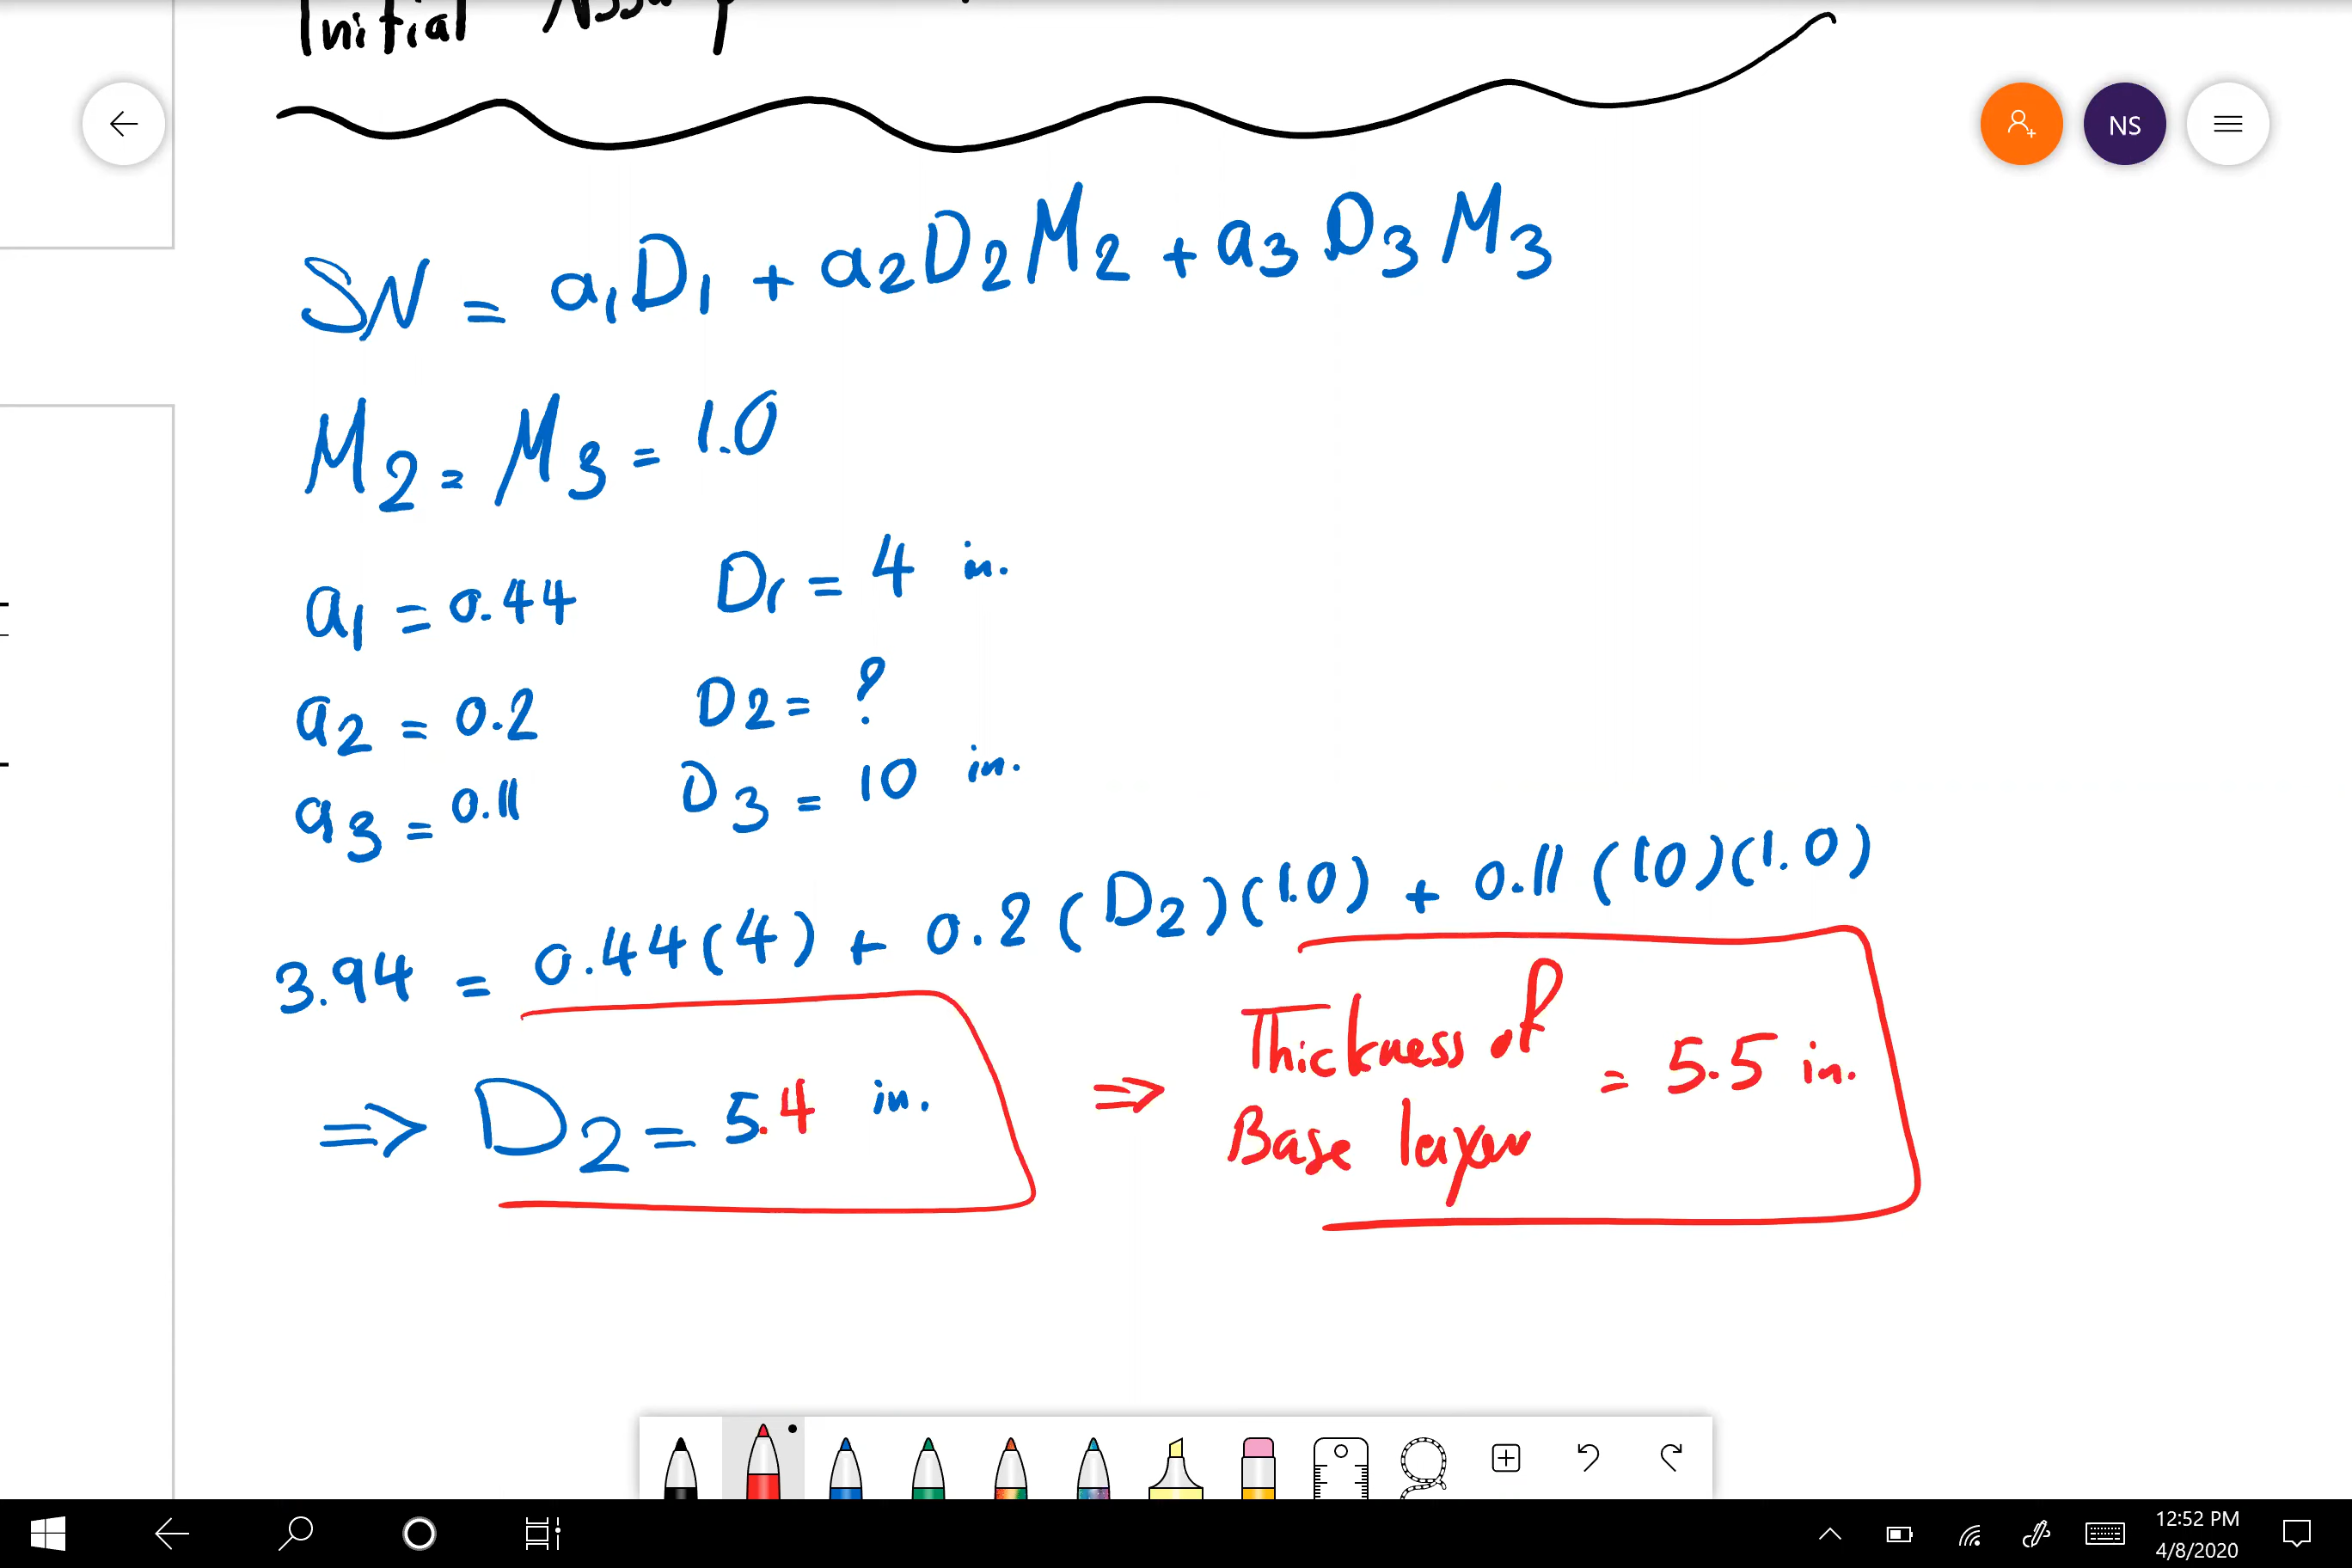 Initial
NS
SN = a₁D₁ + a₂D₂M₂ + a₃D₃M₃
M₂ = M₃ = 1.0
a₁ = 0.44 D₁ = 4 in.
a₂ = 0.2 D₂ = ?
a₃ = 0.11 D₃ = 10 in.
3.94 = 0.44(4) + 0.2(D₂)(1.0) + 0.11(10)(1.0)
⇒ D₂ = 5.4 in. ⇒ Thickness of Base layer = 5.5 in.
12:52 PM
4/8/2020